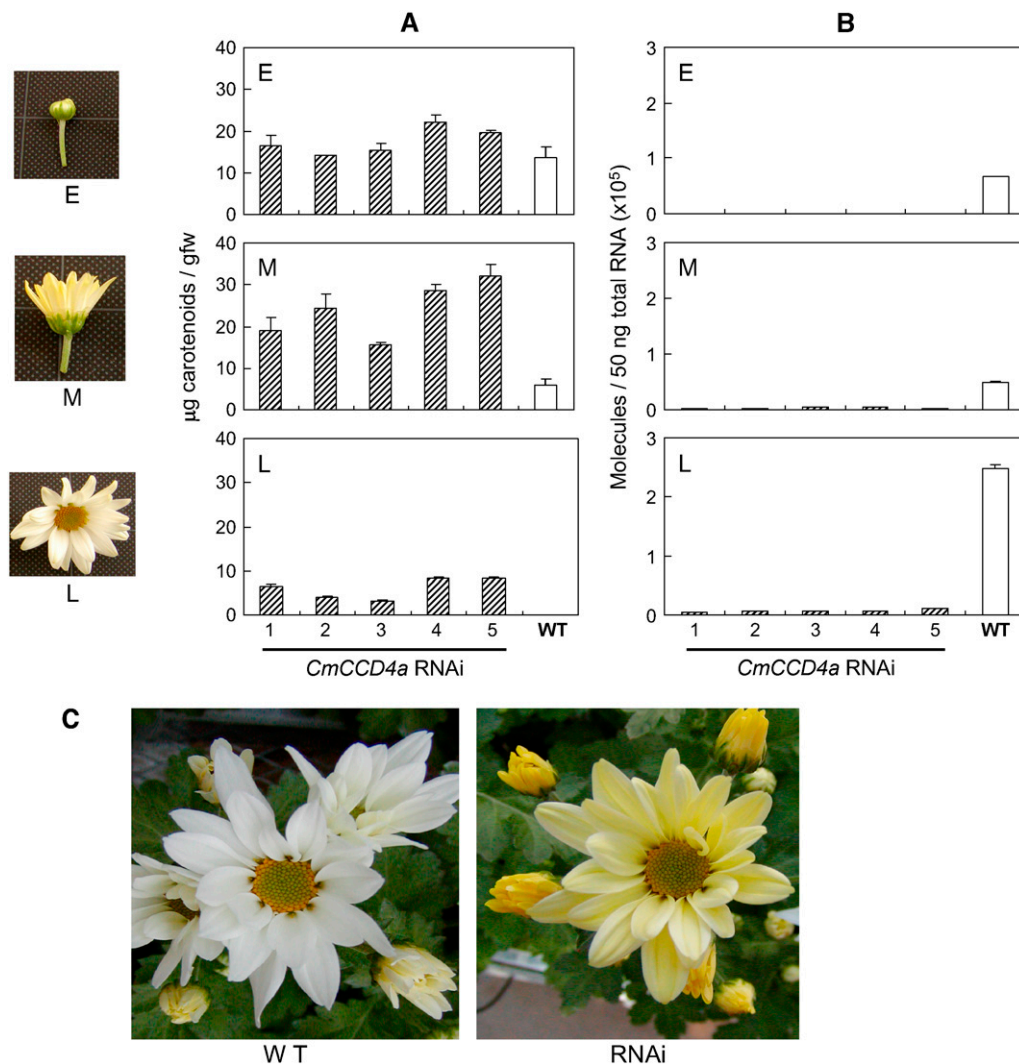 A
B
E
M
L
µg carotenoids / gfw
40
30
20
10
0
E
40
30
20
10
0
M
40
30
20
10
0
L
1 2 3 4 5 WT
CmCCD4a RNAi
Molecules / 50 ng total RNA (x10⁵)
3
2
1
0
E
3
2
1
0
M
3
2
1
0
L
1 2 3 4 5 WT
CmCCD4a RNAi
C
W T
RNAi